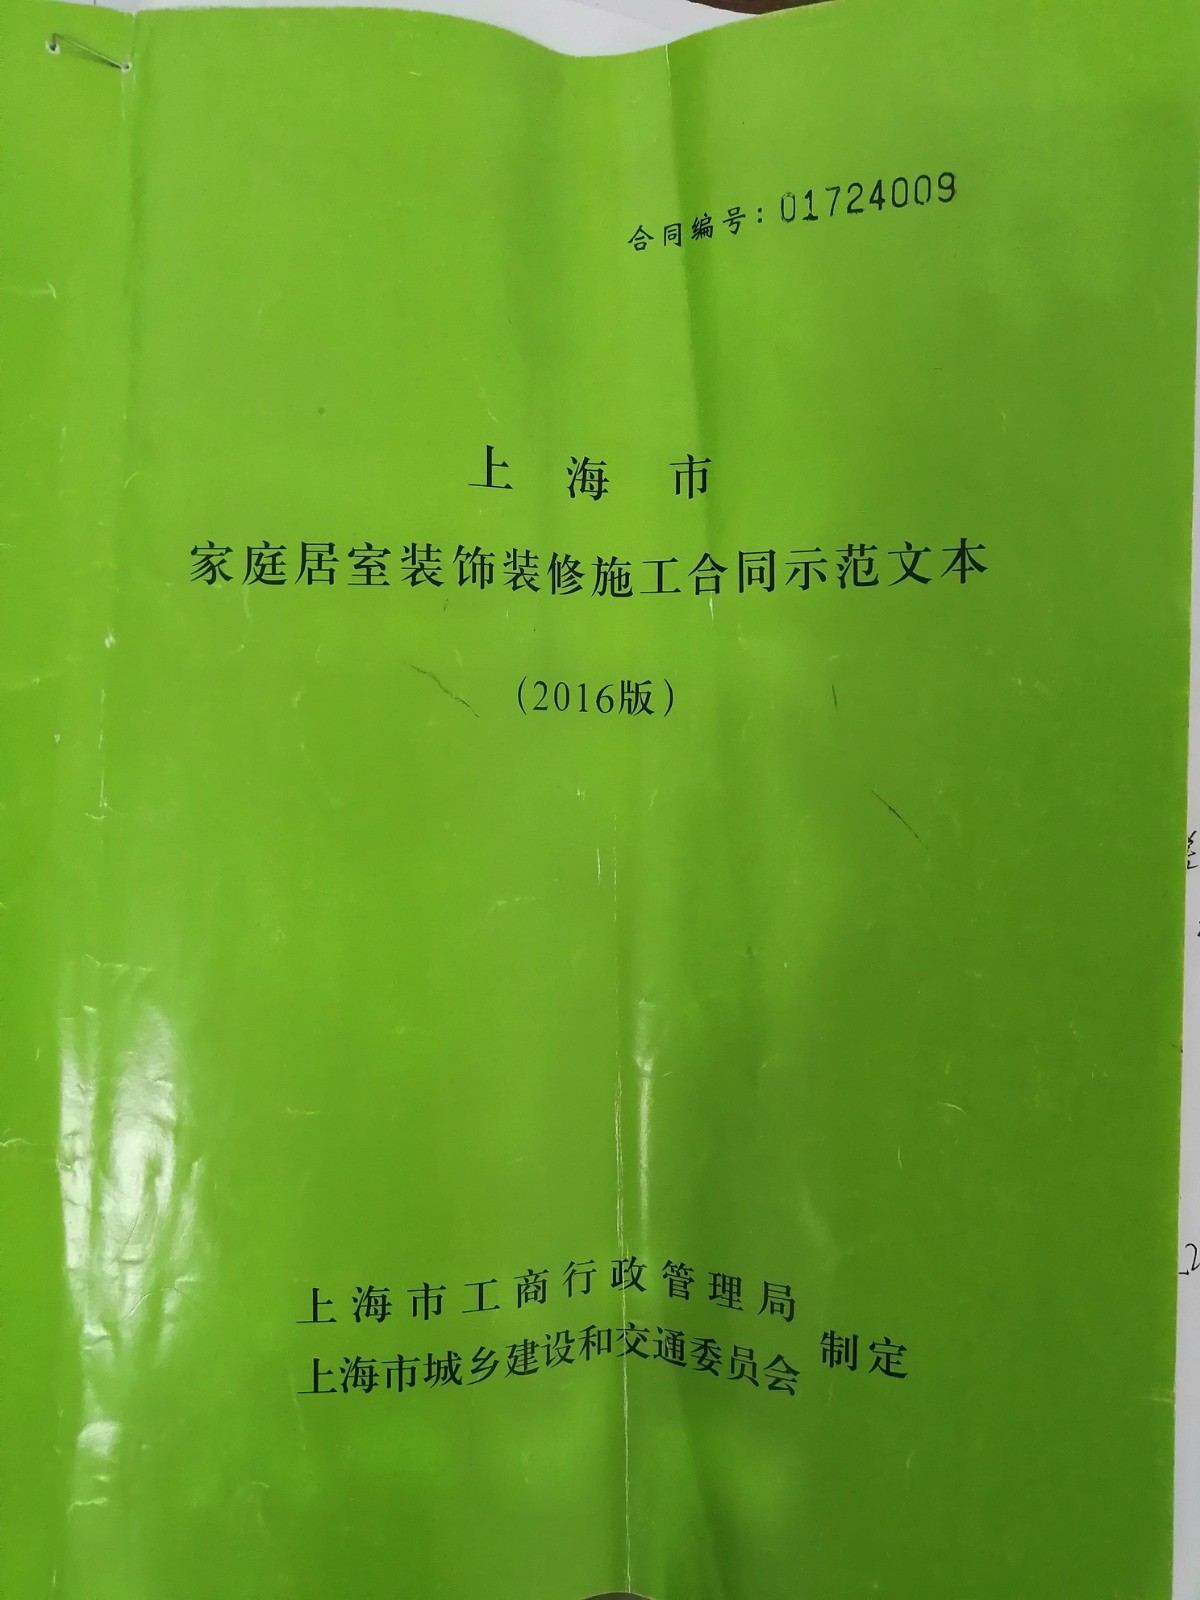 合同编号：01724009
上海市
家庭居室装饰装修施工合同示范文本
（2016版）
上海市工商行政管理局
上海市城乡建设和交通委员会 制定